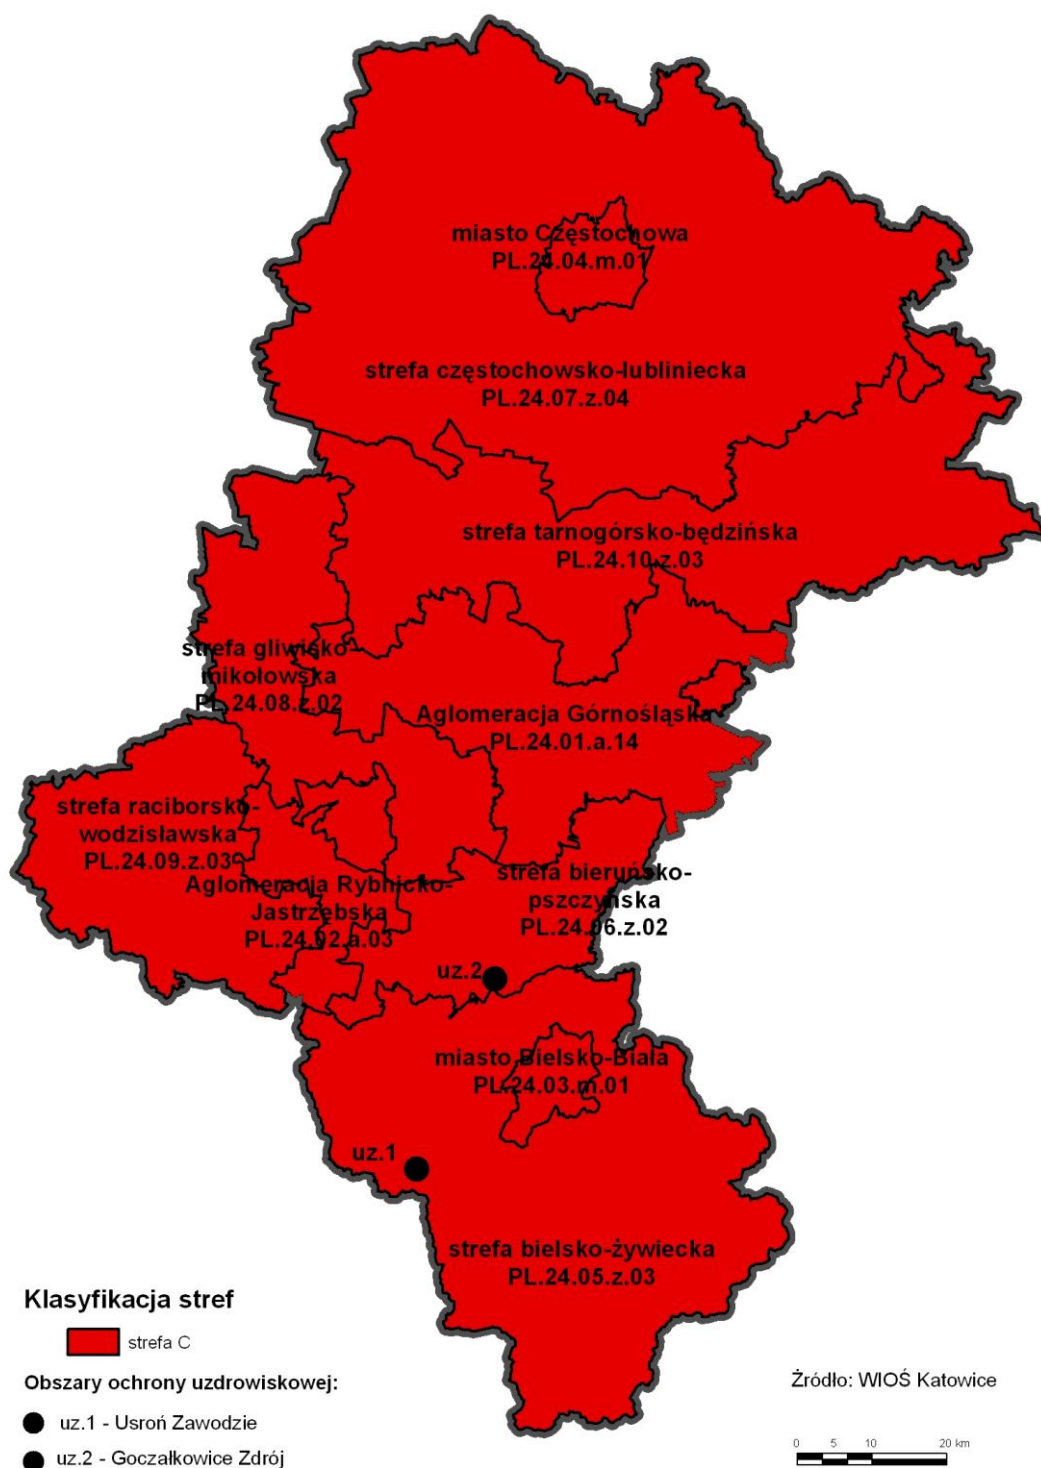 miasto Częstochowa
PL.24.04.m.01
strefa częstochowsko-lubliniecka
PL.24.07.z.04
strefa tarnogórsko-będzińska
PL.24.10.z.03
strefa gliwicko-
mikołowska
PL.24.08.z.02
Aglomeracja Górnośląska
PL.24.01.a.14
strefa raciborsko-
wodzisławska
PL.24.09.z.03
strefa bieruńsko-
pszczyńska
PL.24.06.z.02
Aglomeracja Rybnicko-
Jastrzębska
PL.24.02.a.03
uz.2
miasto Bielsko-Biała
PL.24.03.m.01
uz.1
strefa bielsko-żywiecka
PL.24.05.z.03
Klasyfikacja stref
strefa C
Obszary ochrony uzdrowiskowej:
uz.1 - Usroń Zawodzie
uz.2 - Goczałkowice Zdrój
Źródło: WIOŚ Katowice
0 5 10 20 km